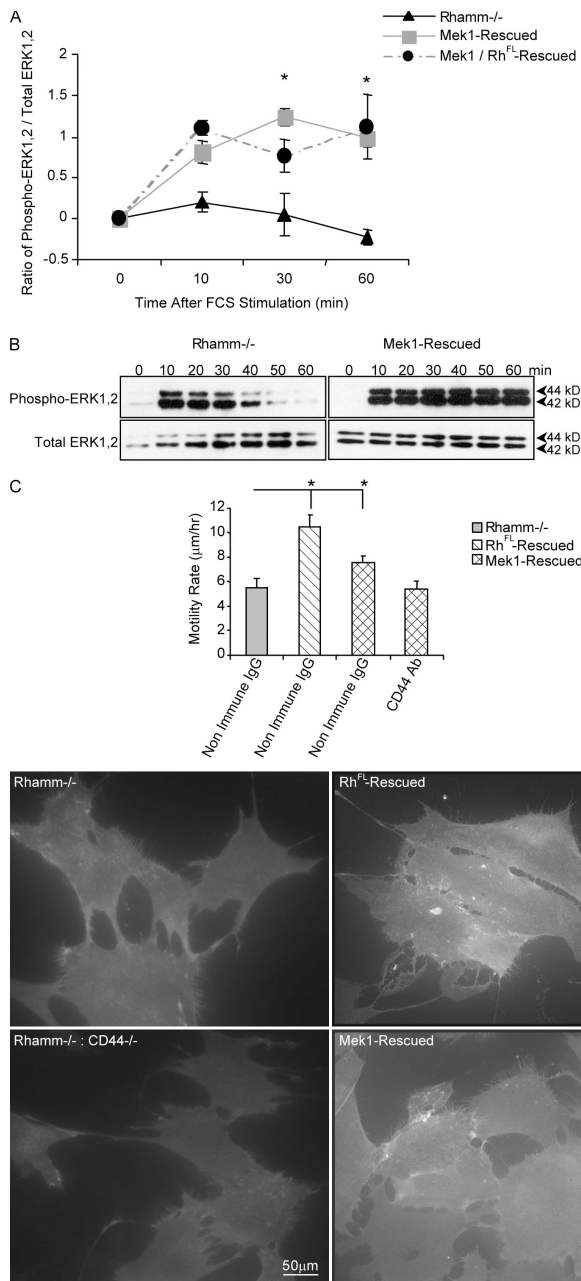 A
Rhamm-/-
Mek1-Rescued
Mek1 / Rh^FL-Rescued
Ratio of Phospho-ERK1,2 / Total ERK1,2
2
1.5
1
0.5
0
-0.5
* *
0 10 30 60
Time After FCS Stimulation (min)
B
Rhamm-/- Mek1-Rescued
0 10 20 30 40 50 60 0 10 20 30 40 50 60 min
Phospho-ERK1,2 44 kD
42 kD
Total ERK1,2 44 kD
42 kD
C
Motility Rate (μm/hr)
12
10
8
6
4
2
0
* *
Rhamm-/-
Rh^FL-Rescued
Mek1-Rescued
Non Immune IgG
Non Immune IgG
Non Immune IgG
CD44 Ab
Rhamm-/- Rh^FL-Rescued
Rhamm-/- : CD44-/- Mek1-Rescued
50μm